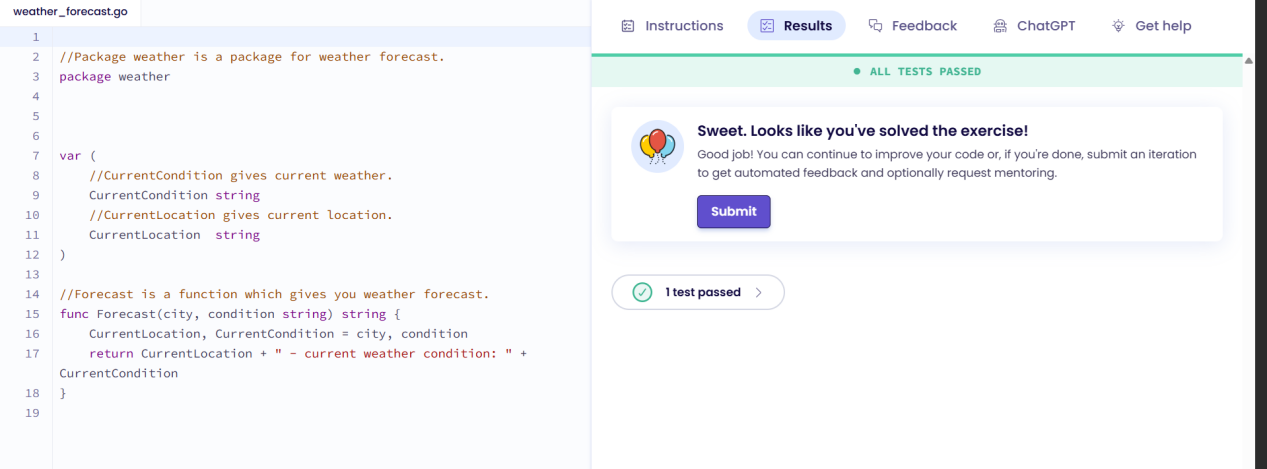 weather_forecast.go
1
2 //Package weather is a package for weather forecast.
3 package weather
4
5
6
7 var (
8 //CurrentCondition gives current weather.
9 CurrentCondition string
10 //CurrentLocation gives current location.
11 CurrentLocation  string
12 )
13
14 //Forecast is a function which gives you weather forecast.
15 func Forecast(city, condition string) string {
16 CurrentLocation, CurrentCondition = city, condition
17 return CurrentLocation + " - current weather condition: " +
CurrentCondition
18 }
19
Instructions Results Feedback ChatGPT Get help
ALL TESTS PASSED
Sweet. Looks like you've solved the exercise!
Good job! You can continue to improve your code or, if you're done, submit an iteration
to get automated feedback and optionally request mentoring.
Submit
1 test passed